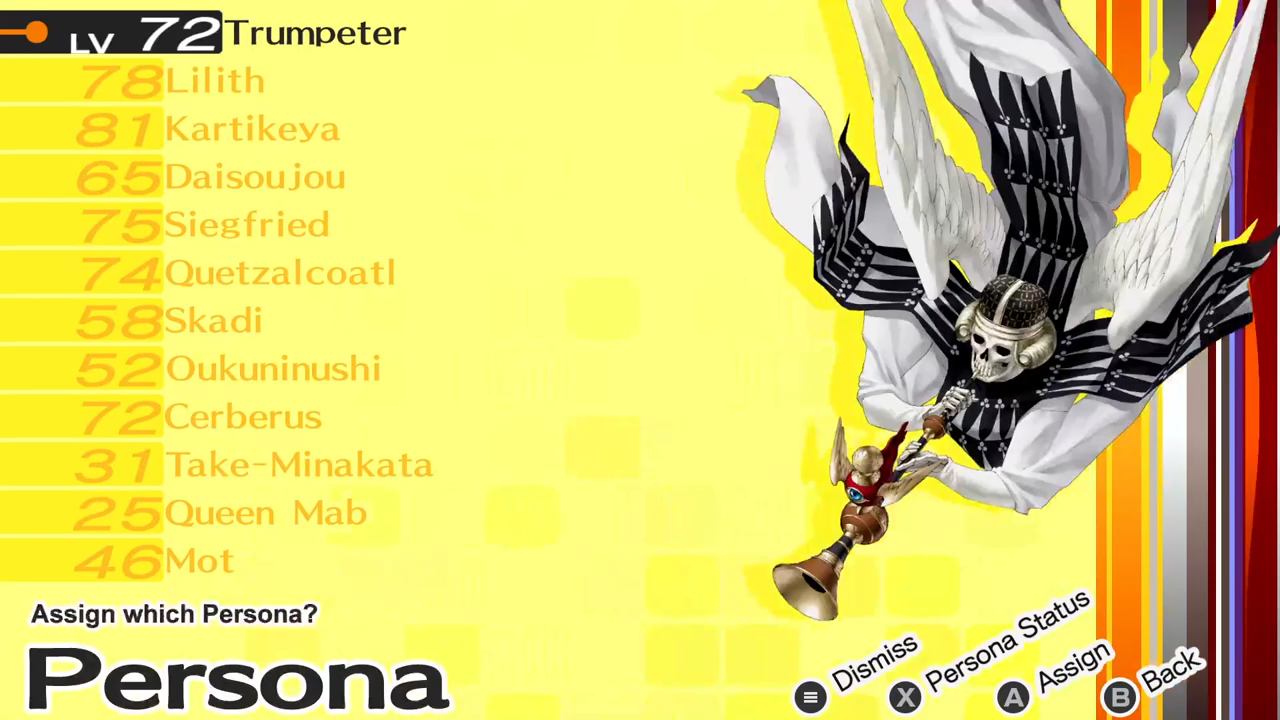 LV 72 Trumpeter
78 Lilith
81 Kartikeya
65 Daisoujou
75 Siegfried
74 Quetzalcoatl
58 Skadi
52 Oukuninushi
72 Cerberus
31 Take-Minakata
25 Queen Mab
46 Mot
Assign which Persona?
Persona
Dismiss
X Persona Status
A Assign
B Back